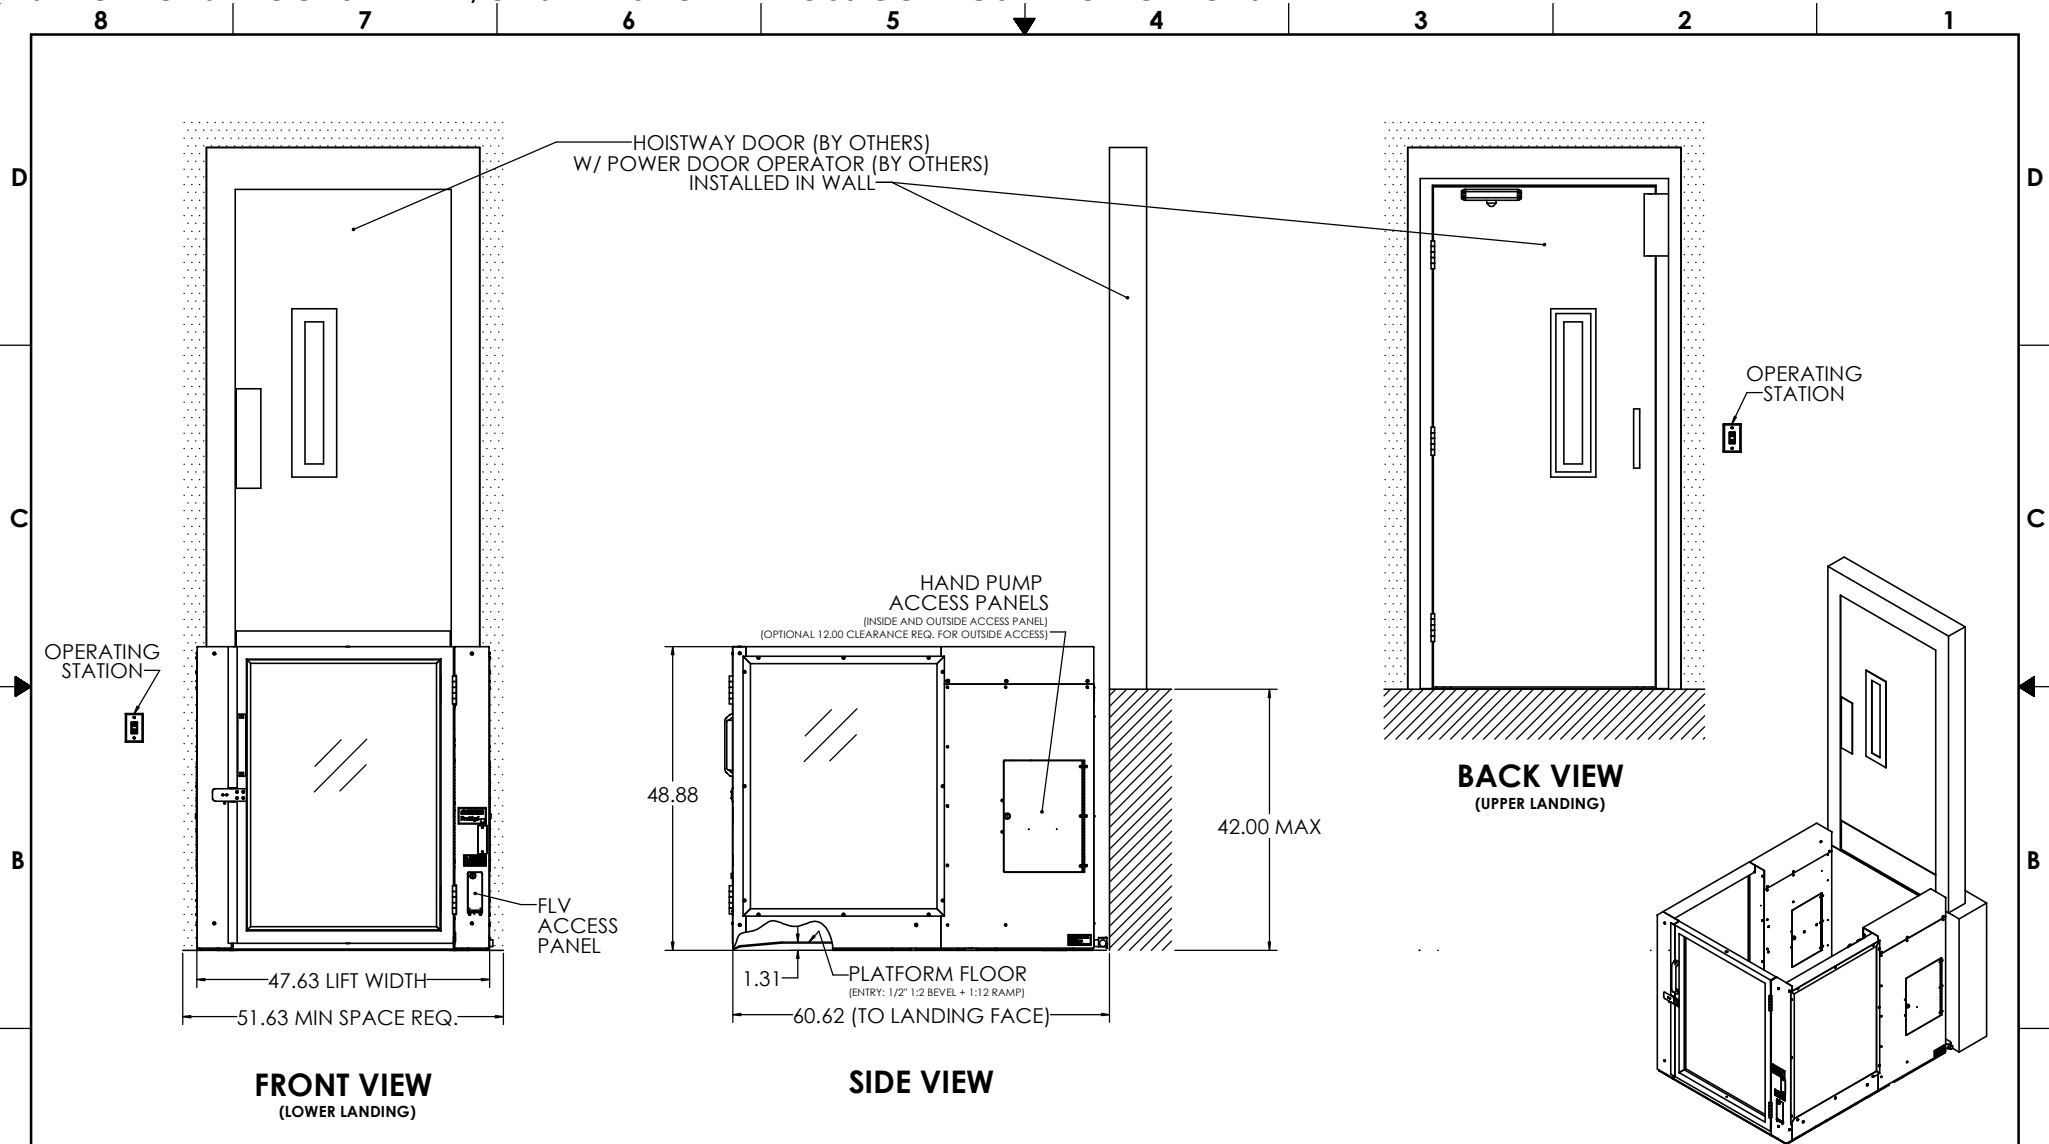 8 7 6 5 4 3 2 1
HOISTWAY DOOR (BY OTHERS)
W/ POWER DOOR OPERATOR (BY OTHERS)
INSTALLED IN WALL
D
D
OPERATING
STATION
C
C
HAND PUMP
ACCESS PANELS
(INSIDE AND OUTSIDE ACCESS PANEL)
(OPTIONAL 12.00 CLEARANCE REQ. FOR OUTSIDE ACCESS)
OPERATING
STATION
48.88
42.00 MAX
BACK VIEW
(UPPER LANDING)
B
B
FLV
ACCESS
PANEL
47.63 LIFT WIDTH
51.63 MIN SPACE REQ.
1.31
PLATFORM FLOOR
(ENTRY: 1/2" 1:2 BEVEL + 1:12 RAMP)
60.62 (TO LANDING FACE)
FRONT VIEW
(LOWER LANDING)
SIDE VIEW